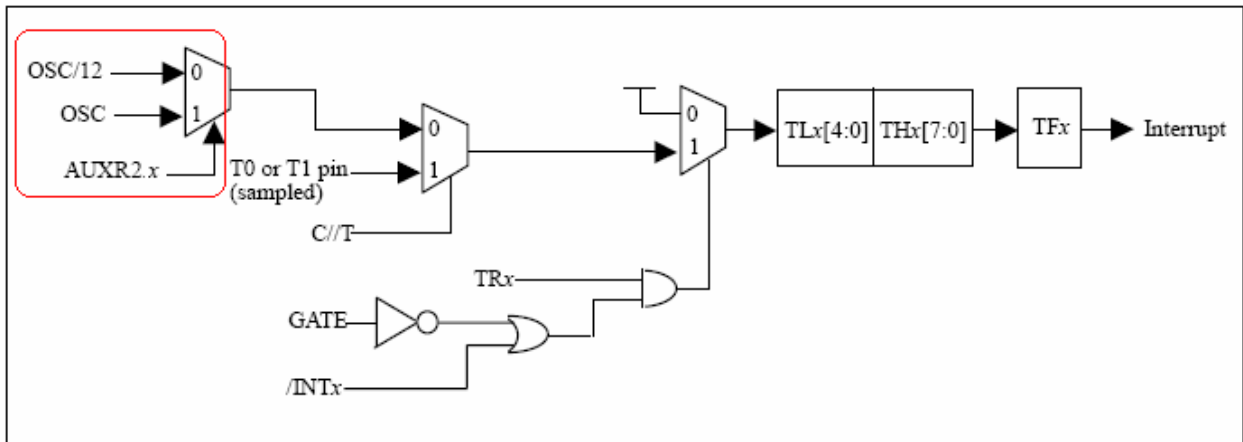 OSC/12
0
OSC
1
AUXR2.x
T0 or T1 pin
(sampled)
0
1
C//T
0
1
TLx[4:0]
THx[7:0]
TFx
Interrupt
TRx
GATE
/INTx